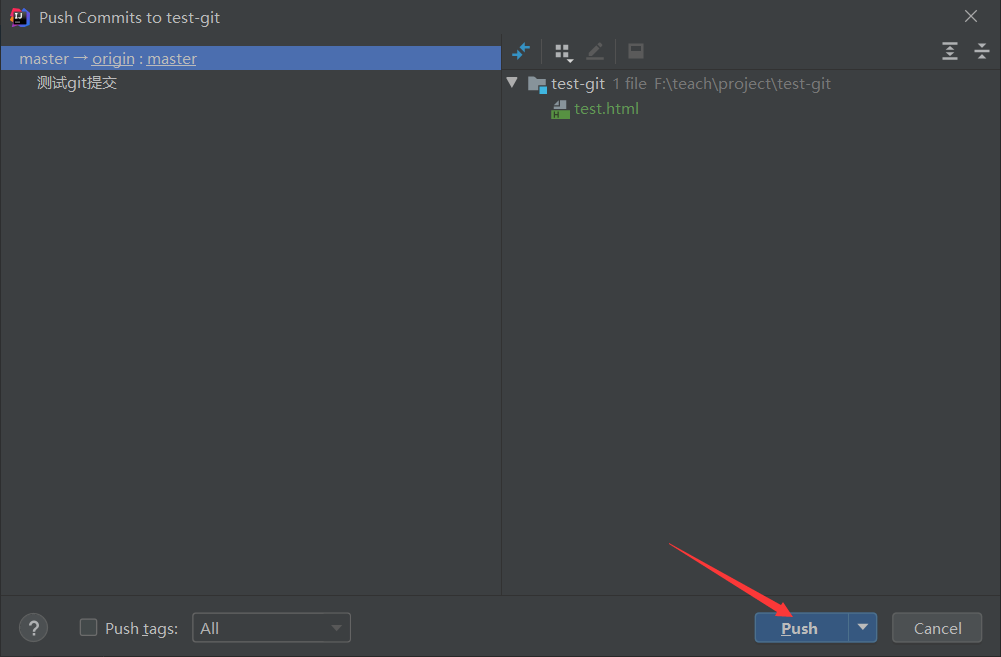 Push Commits to test-git
master → origin : master
测试git提交
test-git 1 file F:\teach\project\test-git
test.html
? Push tags: All Push Cancel